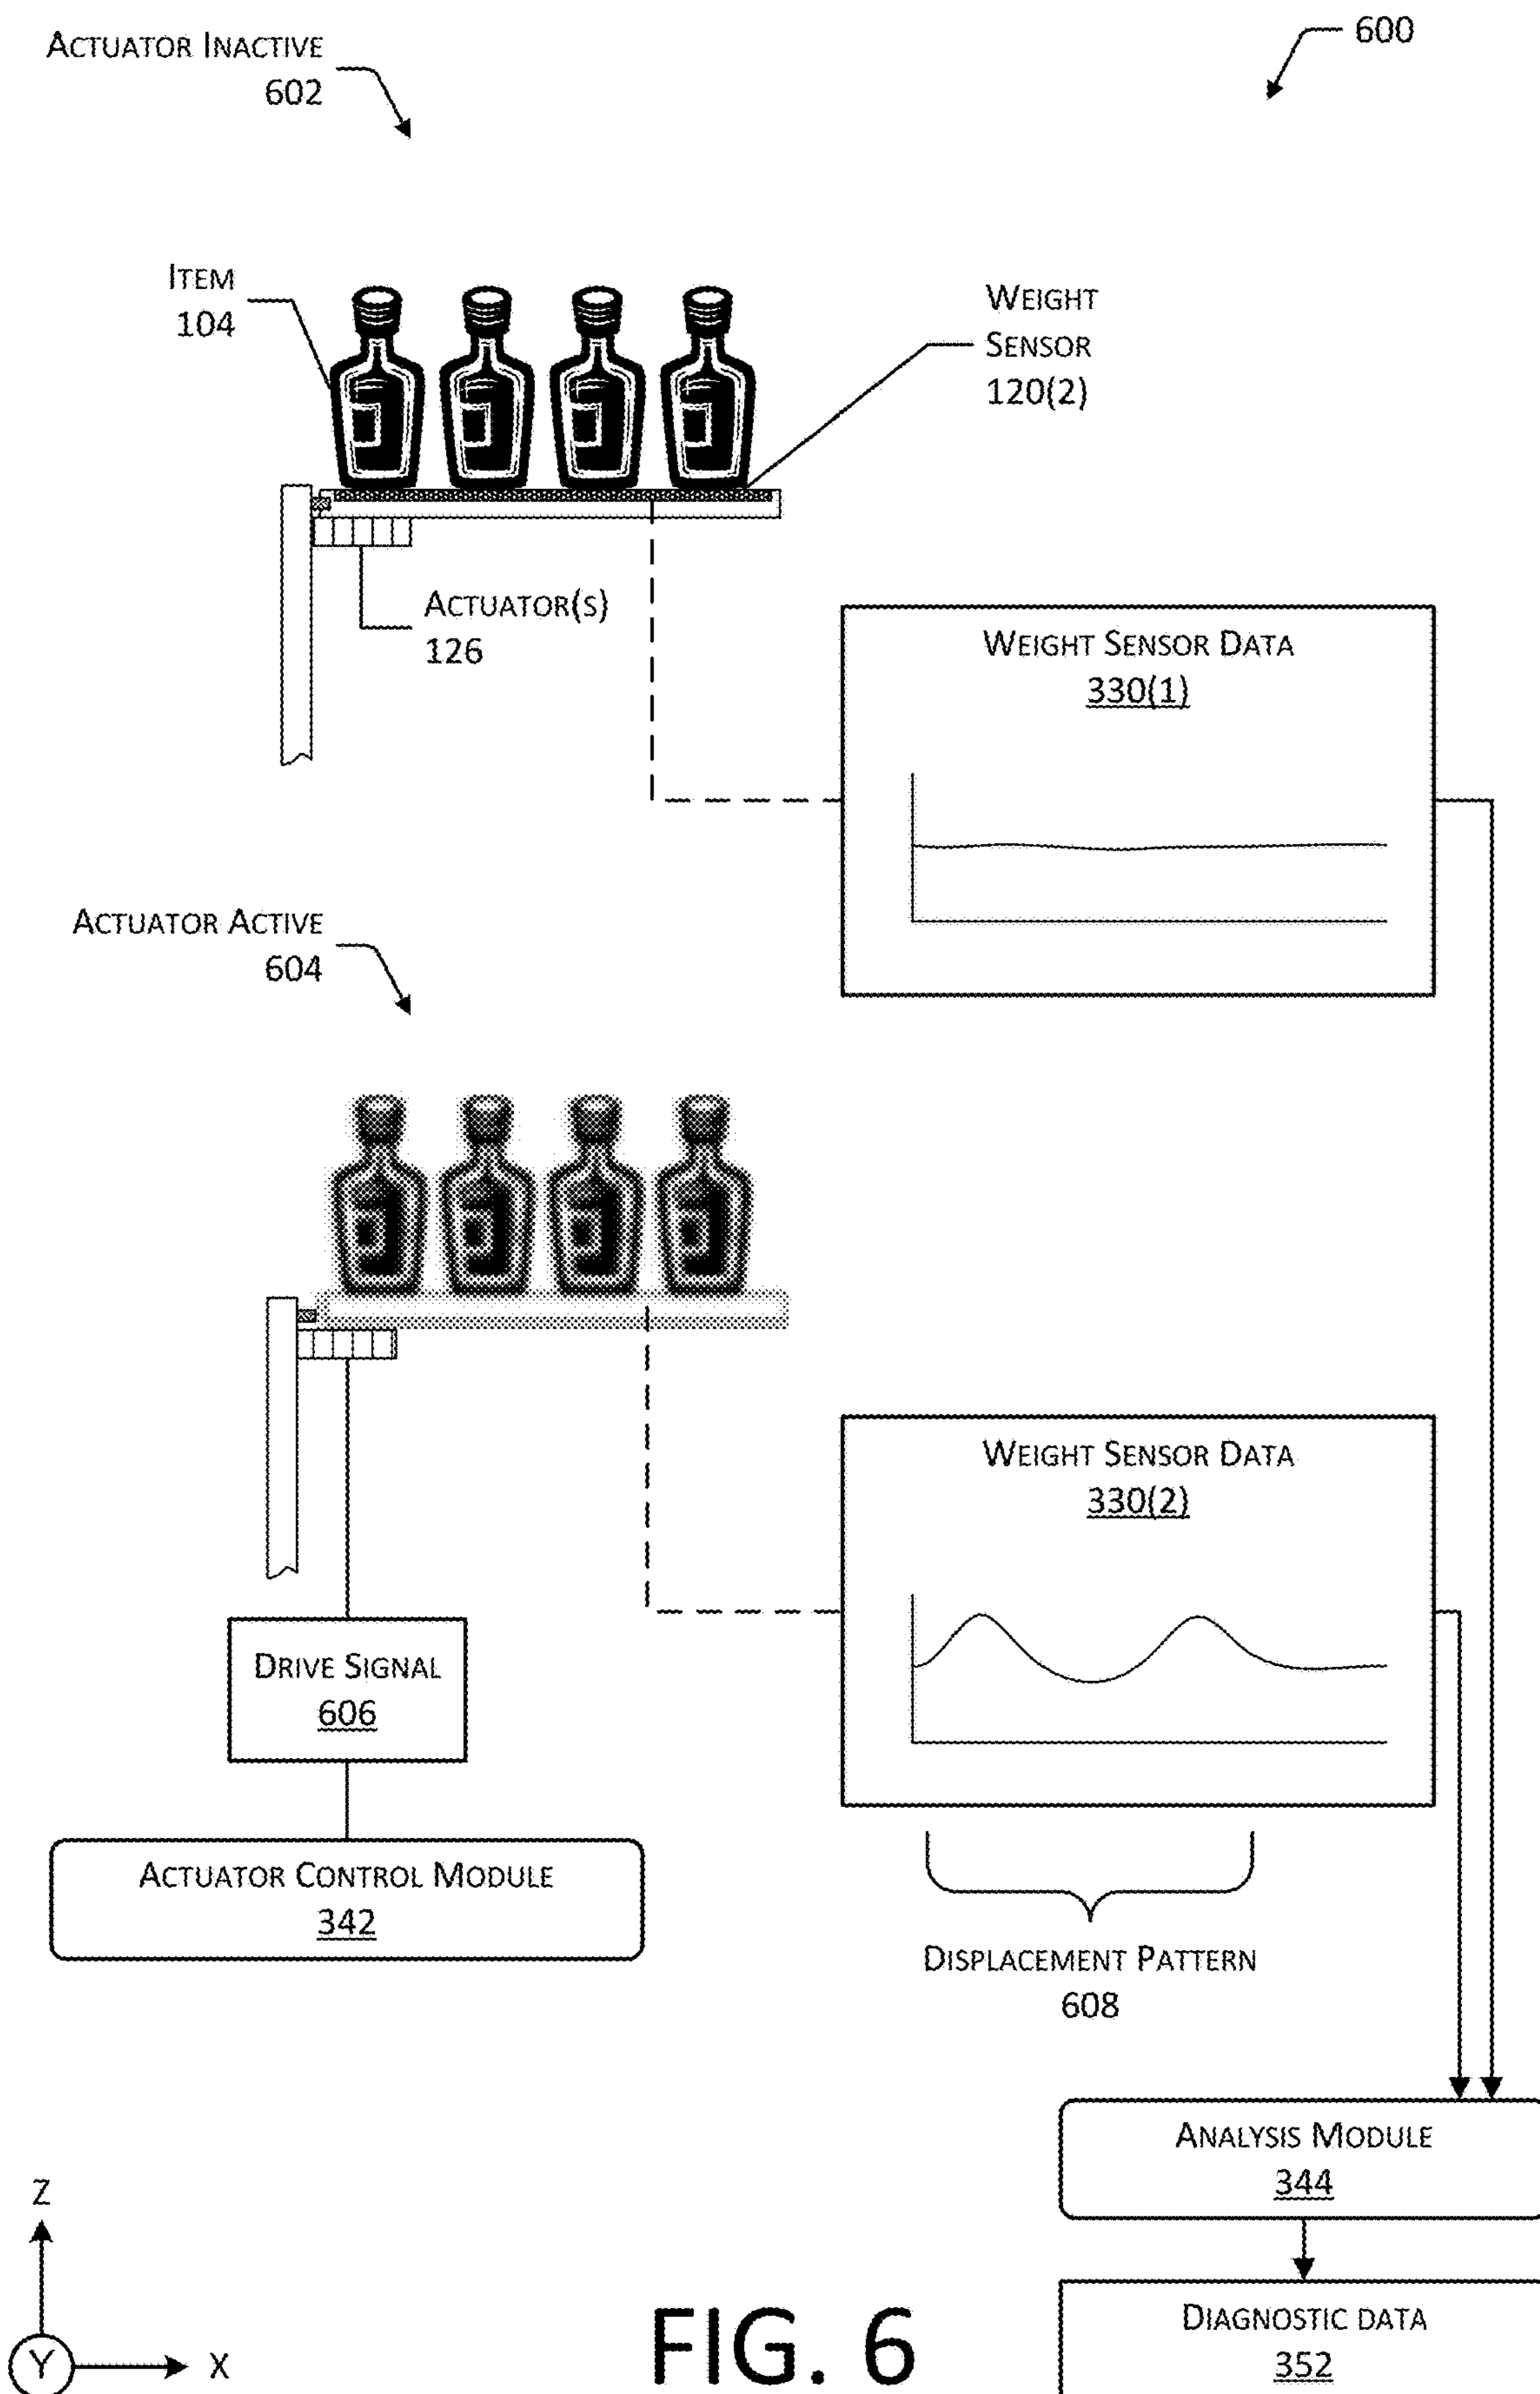 600
ACTUATOR INACTIVE
602
ITEM
104
WEIGHT
SENSOR
120(2)
ACTUATOR(S)
126
WEIGHT SENSOR DATA
330(1)
ACTUATOR ACTIVE
604
WEIGHT SENSOR DATA
330(2)
DRIVE SIGNAL
606
ACTUATOR CONTROL MODULE
342
DISPLACEMENT PATTERN
608
ANALYSIS MODULE
344
DIAGNOSTIC DATA
352
Z
Y
X
FIG. 6